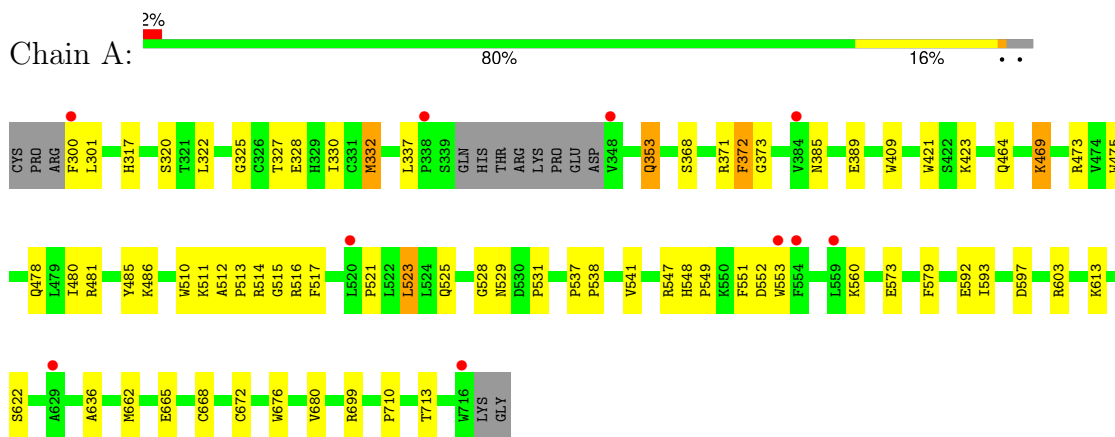 2%
Chain A:
80% 16% • •
CYS PRO ARG F300 L301 H317 S320 T321 L322 G325 C326 T327 E328 H329 I330 C331 M332 L337 P338 S339 GLN HIS THR ARG LYS PRO GLU ASP V348 Q353 S368 R371 F372 G373 V384 N385 E389 W409 W421 S422 K423 Q464 K469 R473 V474 W475
Q478 L479 I480 R481 Y485 K486 W510 K511 A512 P513 R514 G515 R516 F517 L520 P521 L522 L523 L524 Q525 G528 N529 D530 P531 P537 P538 V541 R547 H548 P549 K550 F551 D552 W553 F554 L559 K560 E573 F579 E592 I593 D597 R603 K613
S622 A629 A636 M662 E665 C668 C672 W676 V680 R699 P710 T713 W716 LYS GLY